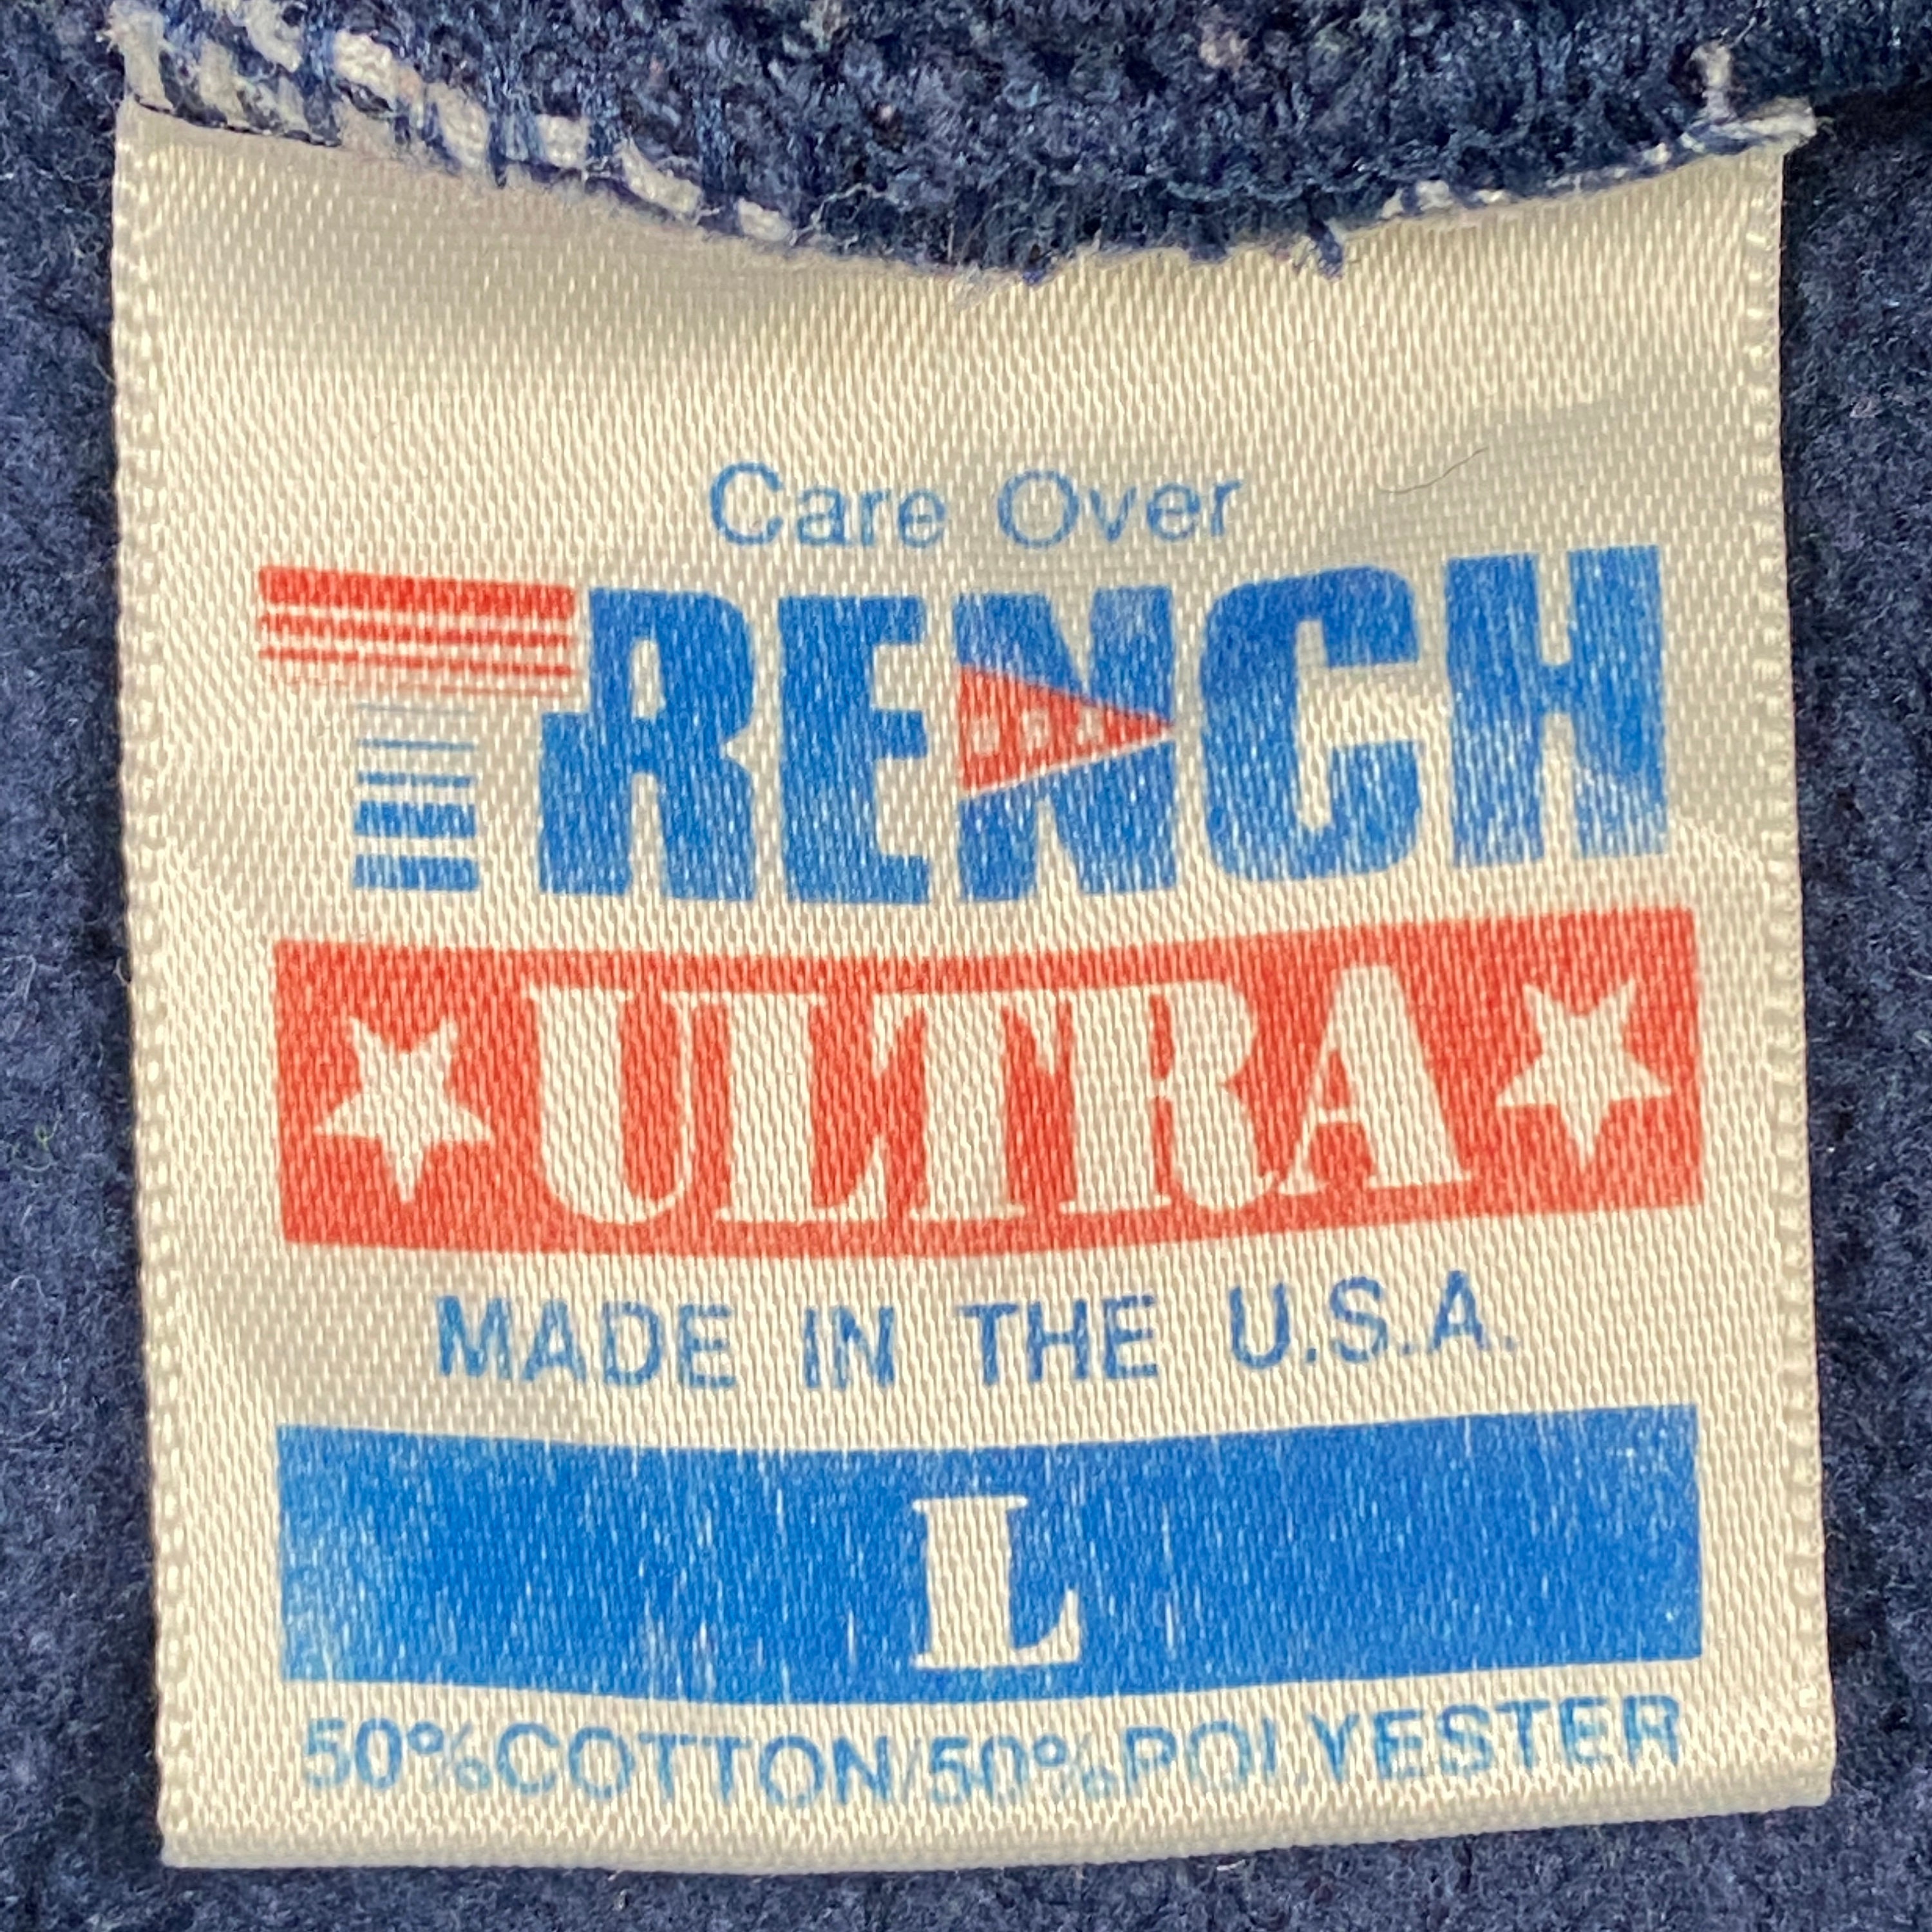 Care Over
TRENCH
ULTRA
MADE IN THE U.S.A.
L
50%COTTON/50%POLYESTER